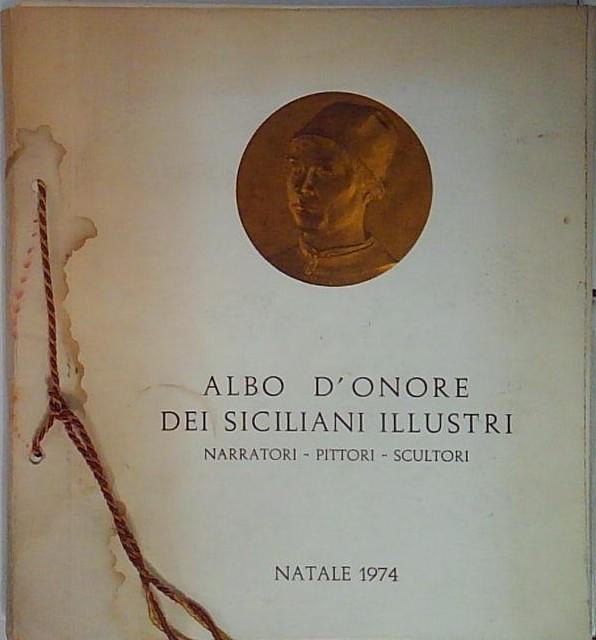 ALBO D'ONORE
DEI SICILIANI ILLUSTRI
NARRATORI - PITTORI - SCULTORI
NATALE 1974